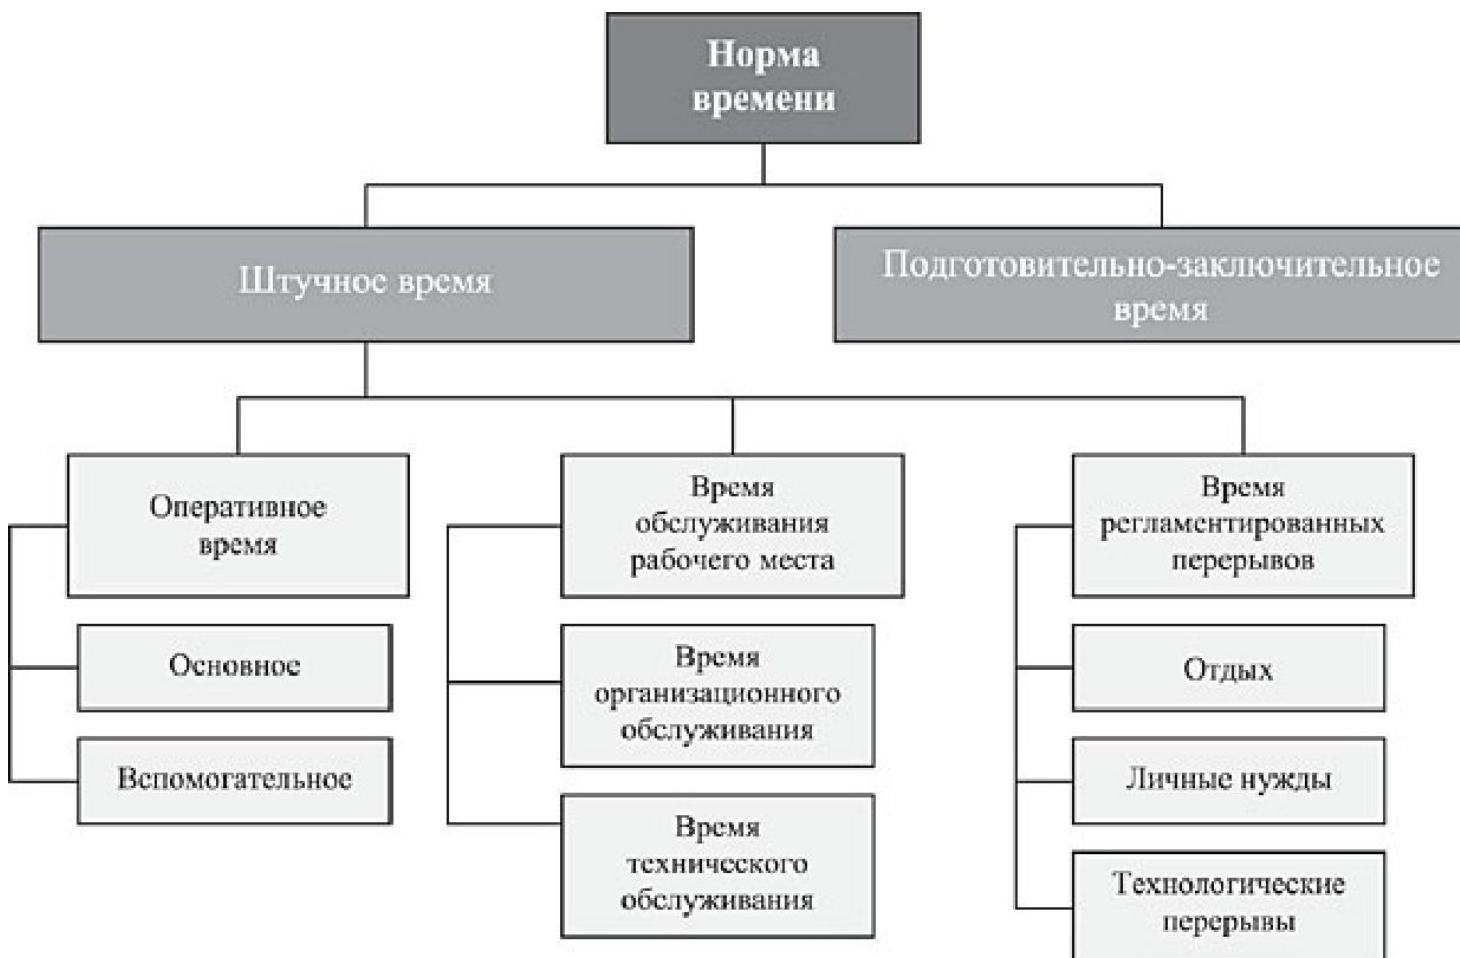 Норма
времени
Штучное время
Подготовительно-заключительное
время
Оперативное
время
Основное
Вспомогательное
Время
обслуживания
рабочего места
Время
организационного
обслуживания
Время
технического
обслуживания
Время
регламентированных
перерывов
Отдых
Личные нужды
Технологические
перерывы